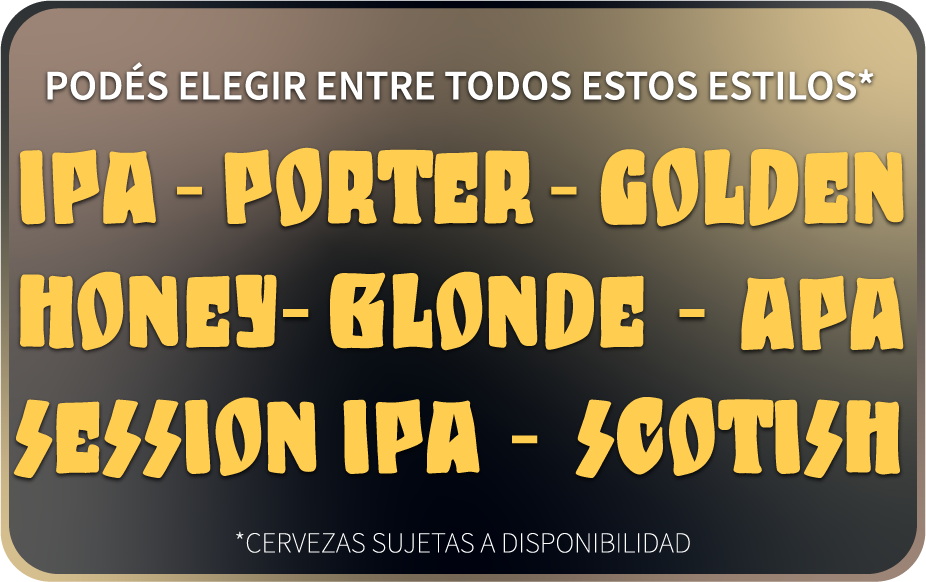 PODÉS ELEGIR ENTRE TODOS ESTOS ESTILOS*
IPA - PORTER - GOLDEN
HONEY- BLONDE - APA
SESSION IPA - SCOTISH
*CERVEZAS SUJETAS A DISPONIBILIDAD